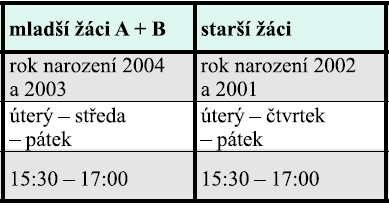 mladší žáci A + B
starší žáci
rok narození 2004
a 2003
rok narození 2002
a 2001
úterý – středa
– pátek
úterý – čtvrtek
– pátek
15:30 – 17:00
15:30 – 17:00